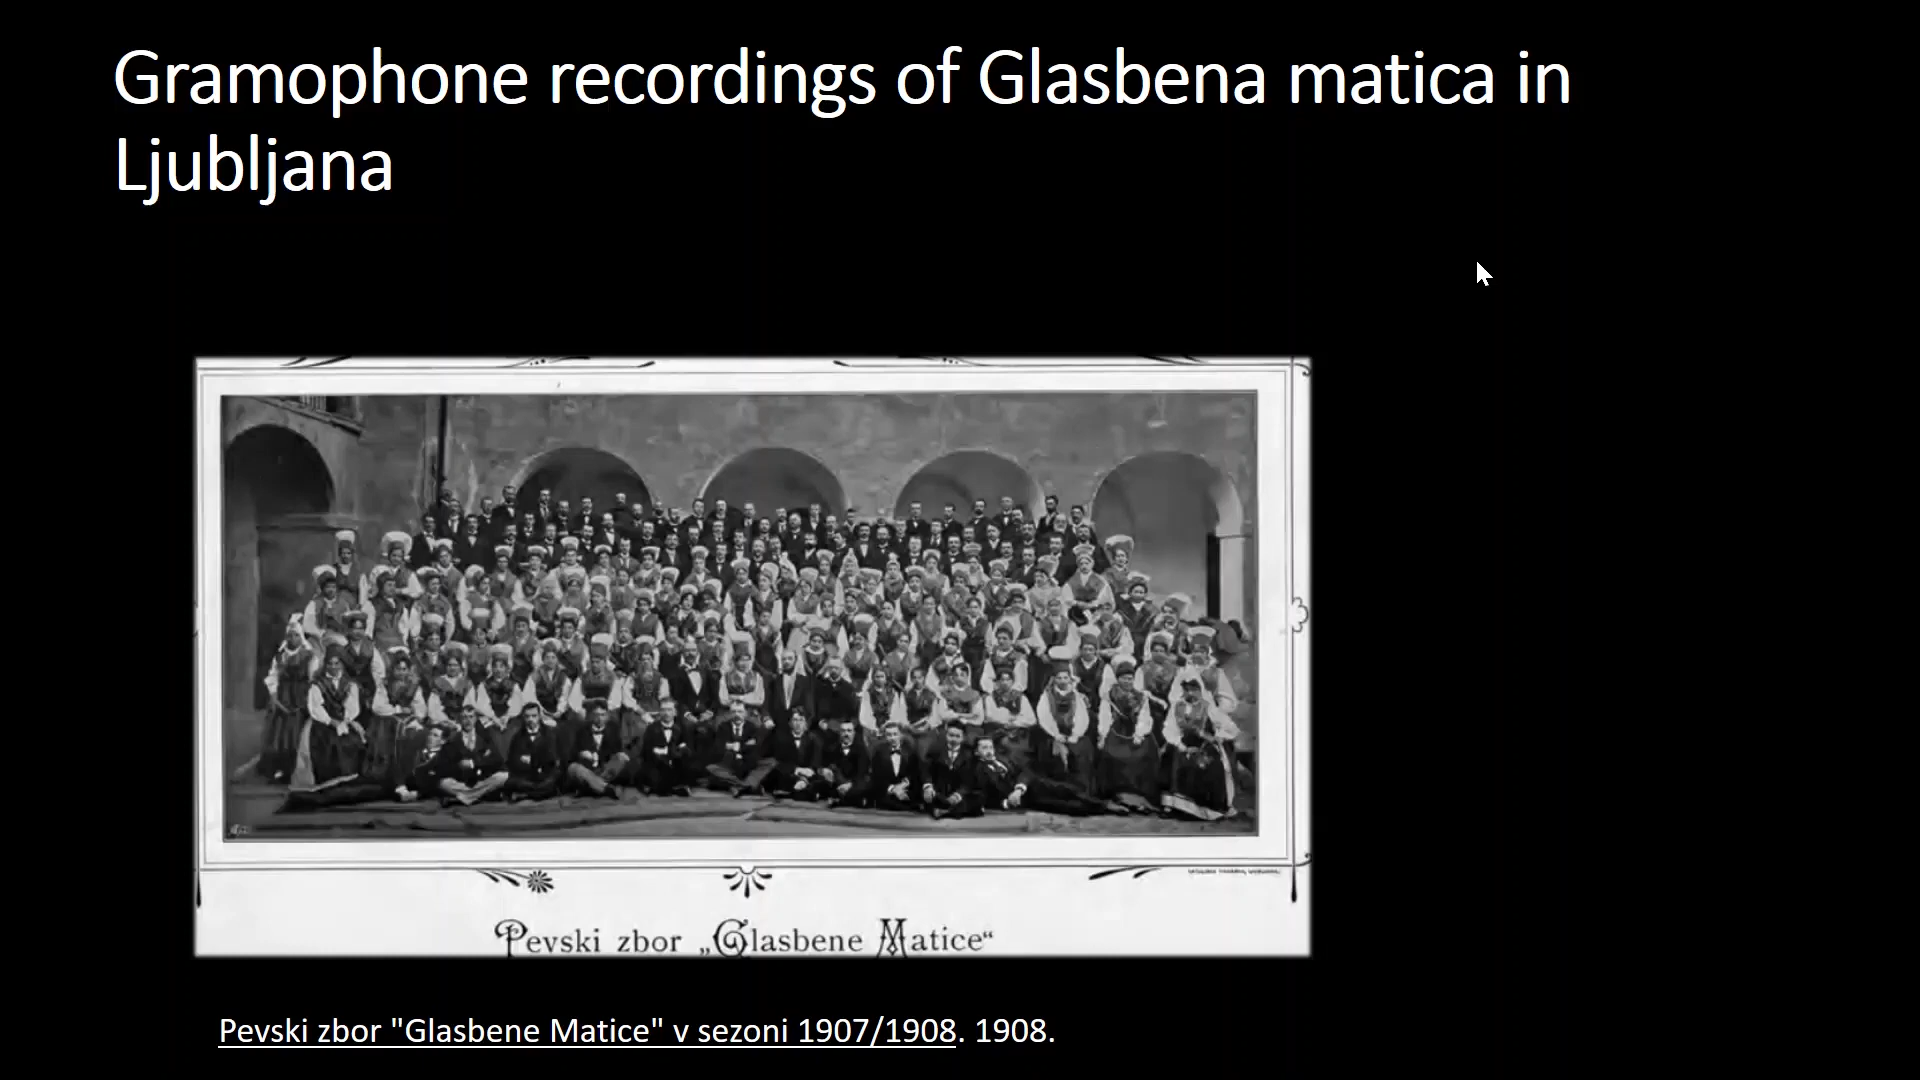 Gramophone recordings of Glasbena matica in
Ljubljana
Pevski zbor „Glasbene Matice“
Pevski zbor "Glasbene Matice" v sezoni 1907/1908. 1908.